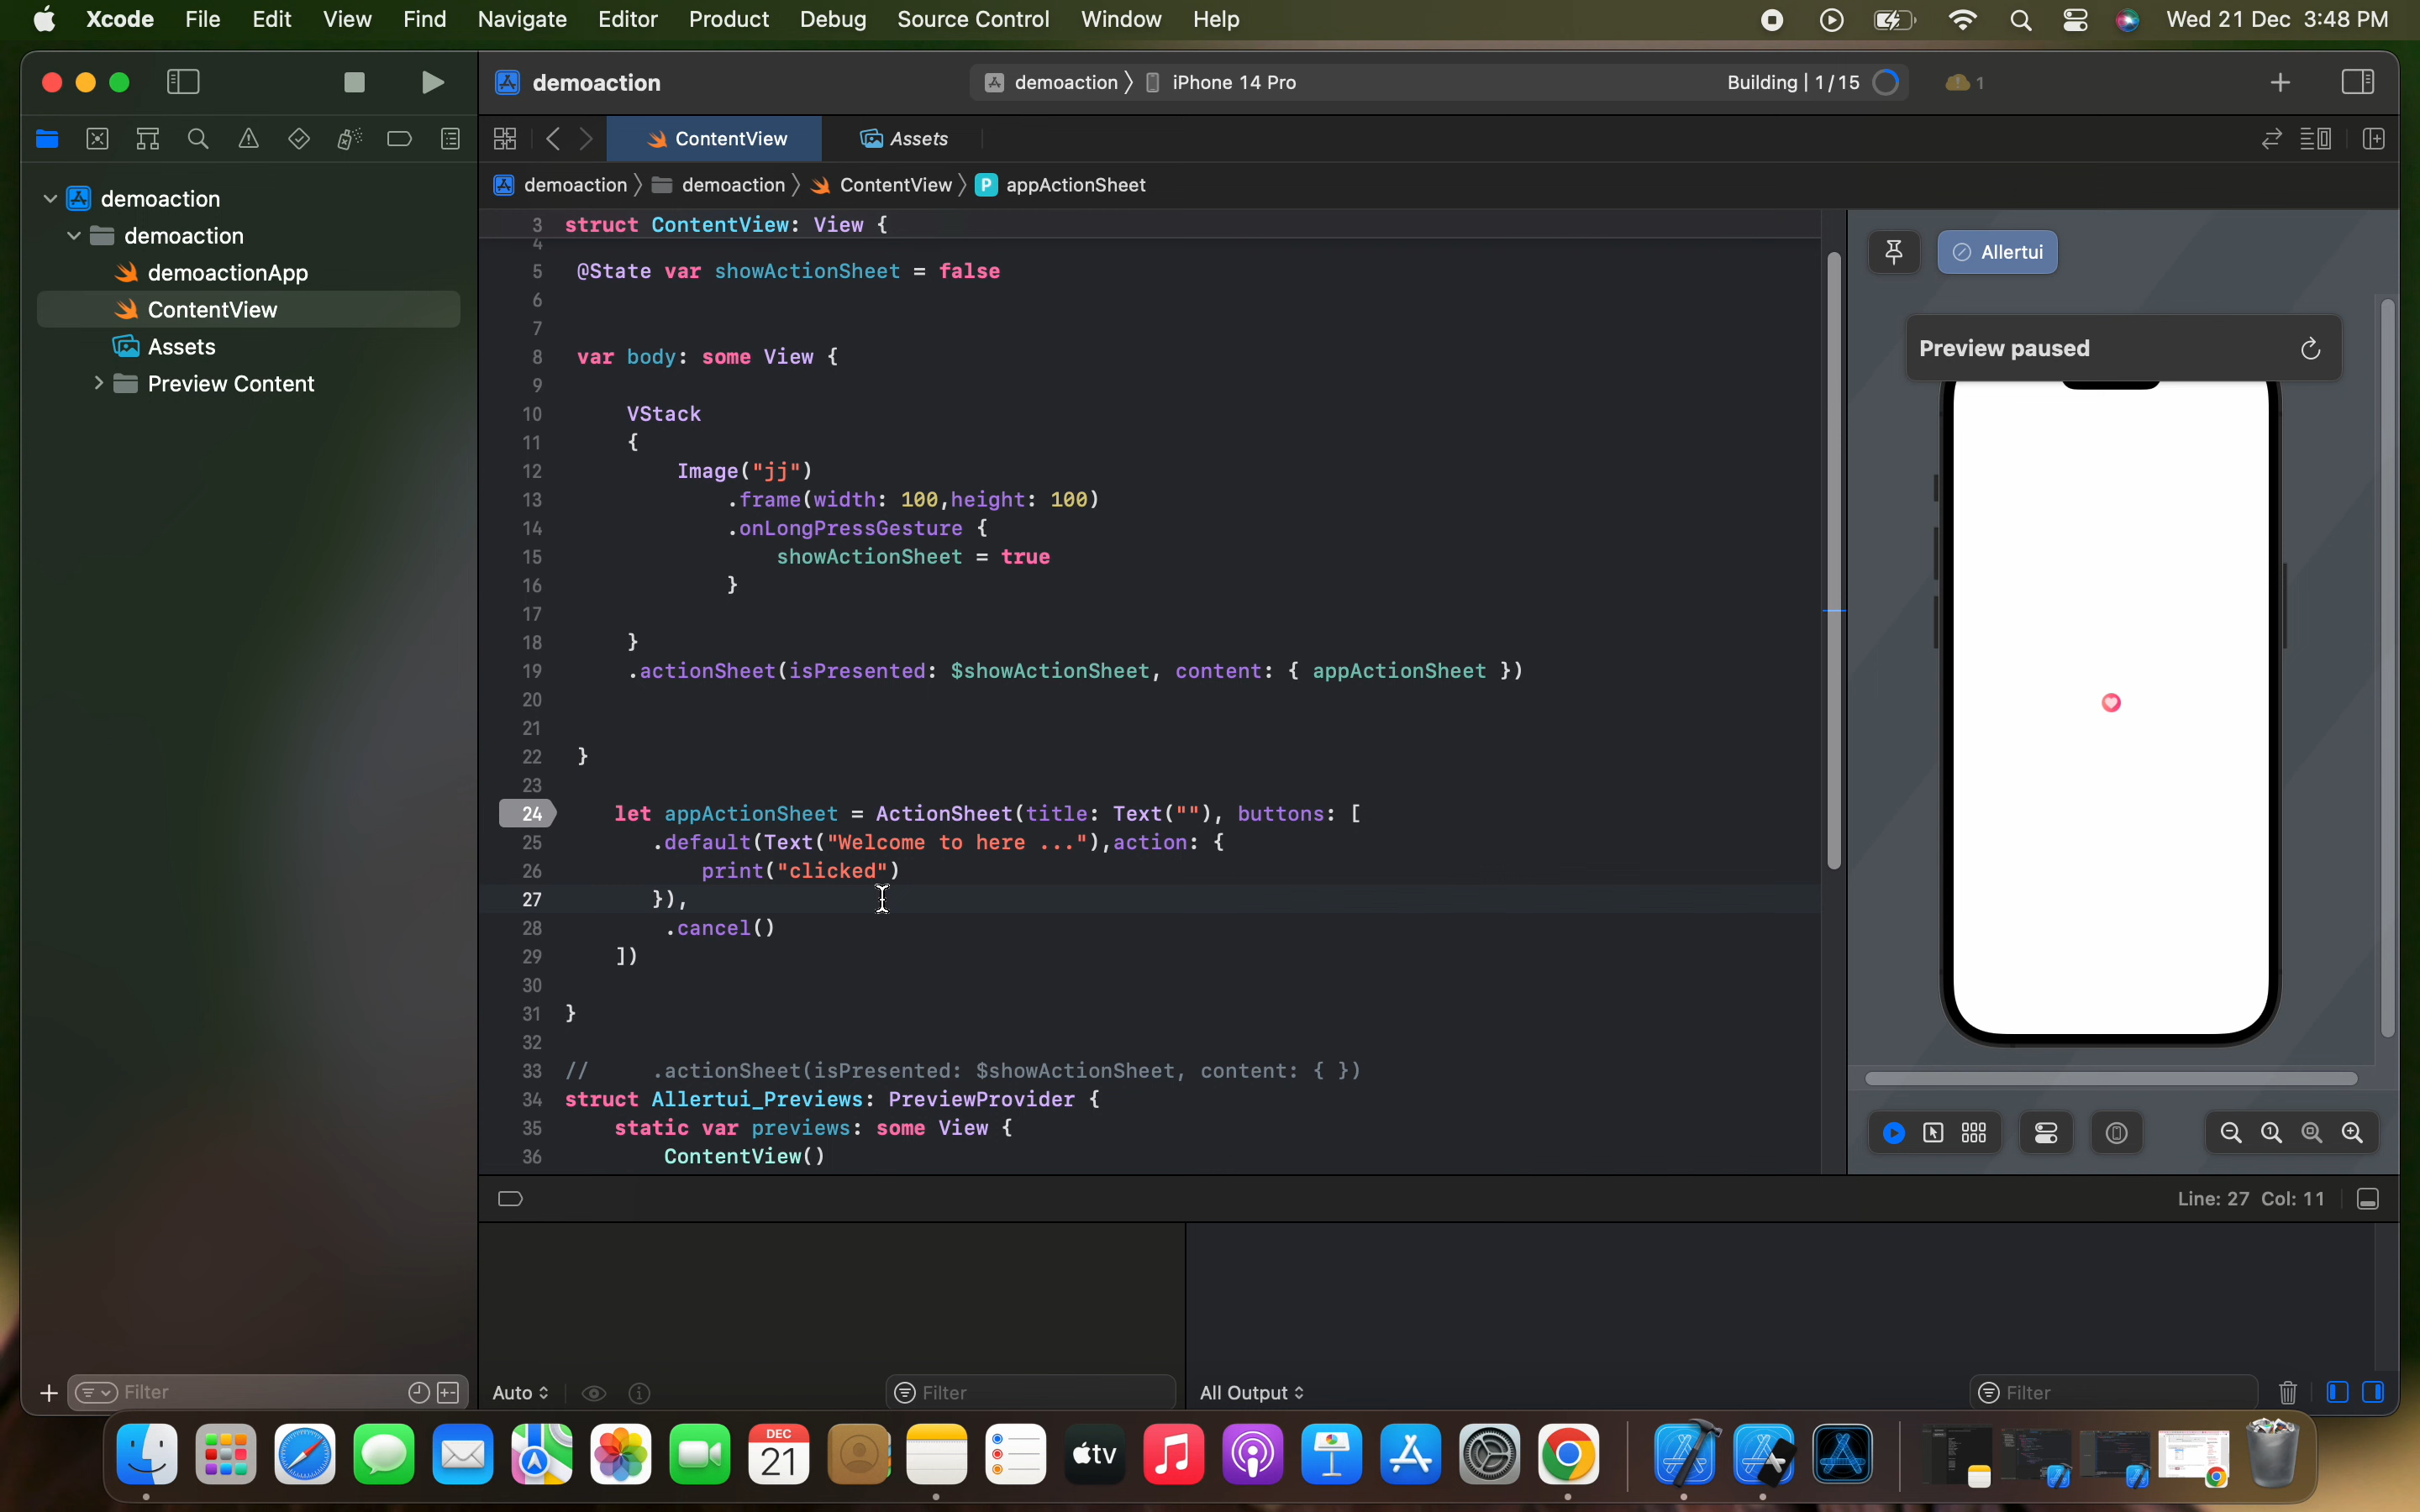 Xcode File Edit View Find Navigate Editor Product Debug Source Control Window Help Wed 21 Dec 3:48 PM
demoaction demoaction 〉 iPhone 14 Pro Building | 1/15 1
ContentView Assets
demoaction 〉 demoaction 〉 ContentView 〉 P appActionSheet
demoaction
demoaction
demoactionApp
ContentView
Assets
Preview Content
3 struct ContentView: View {
4
5 @State var showActionSheet = false
6
7
8 var body: some View {
9
10 VStack
11 {
12 Image("jj")
13 .frame(width: 100,height: 100)
14 .onLongPressGesture {
15 showActionSheet = true
16 }
17
18 }
19 .actionSheet(isPresented: $showActionSheet, content: { appActionSheet })
20
21
22 }
23
24 let appActionSheet = ActionSheet(title: Text(""), buttons: [
25 .default(Text("Welcome to here ..."),action: {
26 print("clicked")
27 }),
28 .cancel()
29 ])
30
31 }
32
33 // .actionSheet(isPresented: $showActionSheet, content: { })
34 struct Allertui_Previews: PreviewProvider {
35 static var previews: some View {
36 ContentView()
Allertui
Preview paused
Line: 27 Col: 11
Filter
Auto
Filter
All Output
Filter
DEC
21
tv